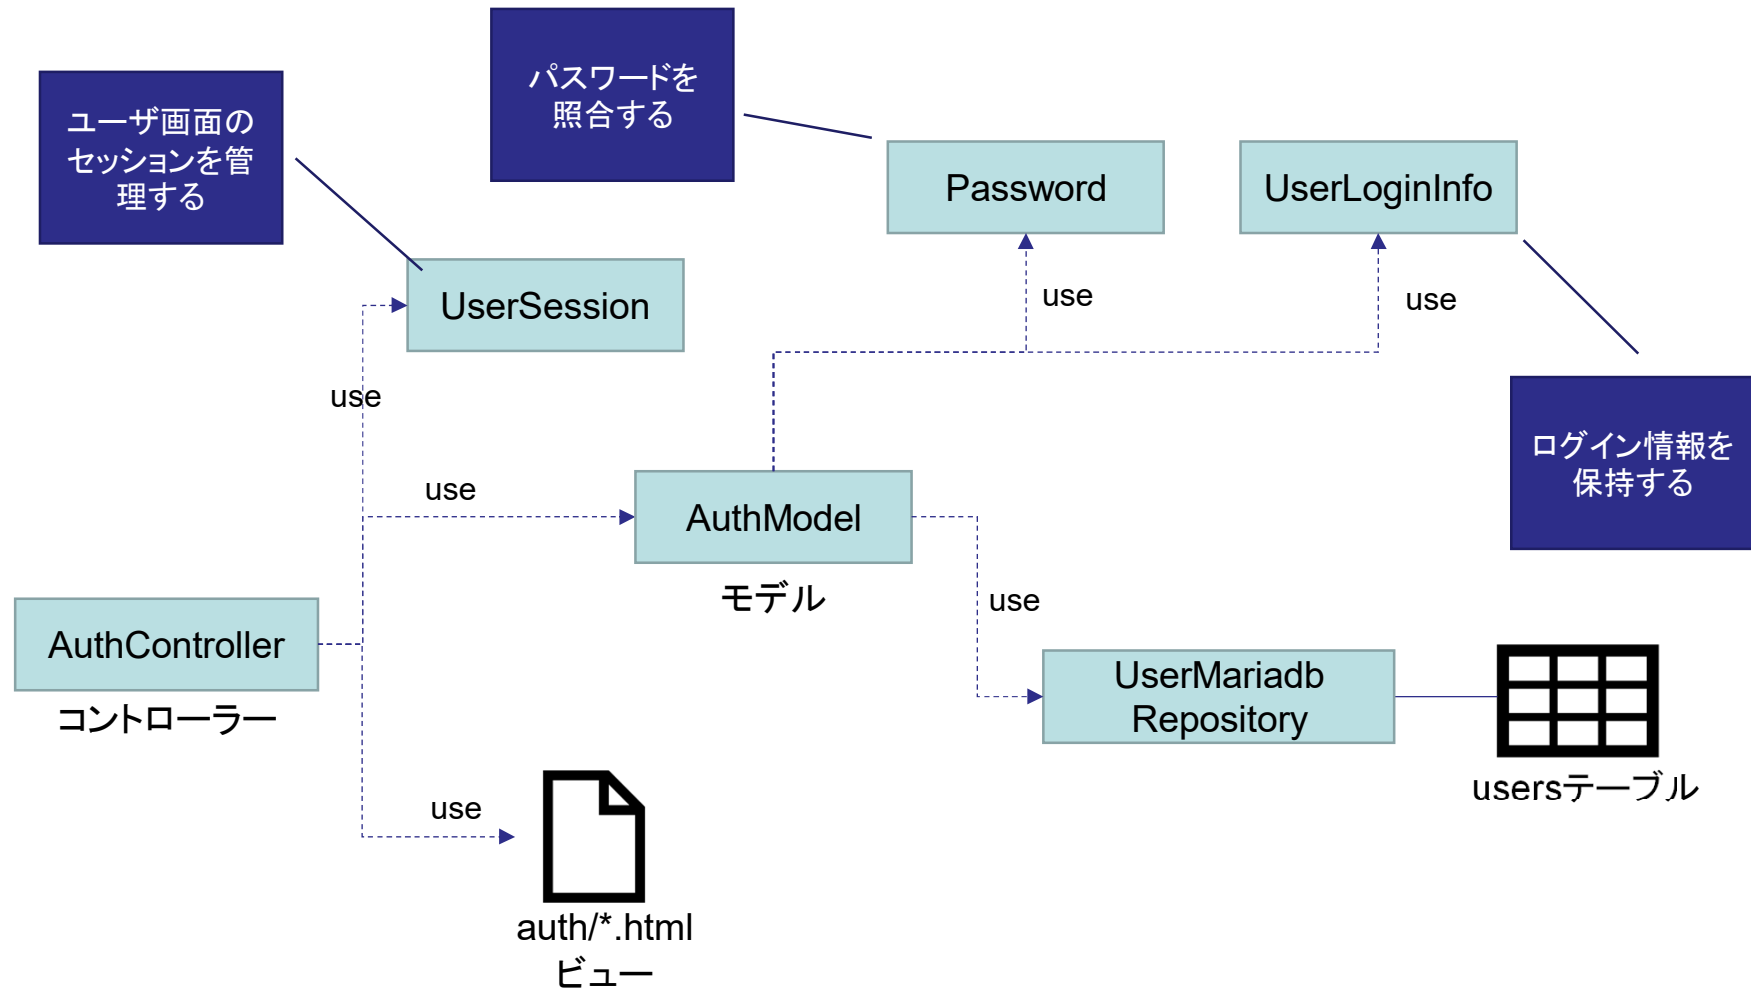 パスワードを
照合する
ユーザ画面の
セッションを管
理する
Password
UserLoginInfo
UserSession
use
use
use
ログイン情報を
保持する
use
AuthModel
モデル
use
AuthController
コントローラー
UserMariadb
Repository
usersテーブル
use
auth/*.html
ビュー